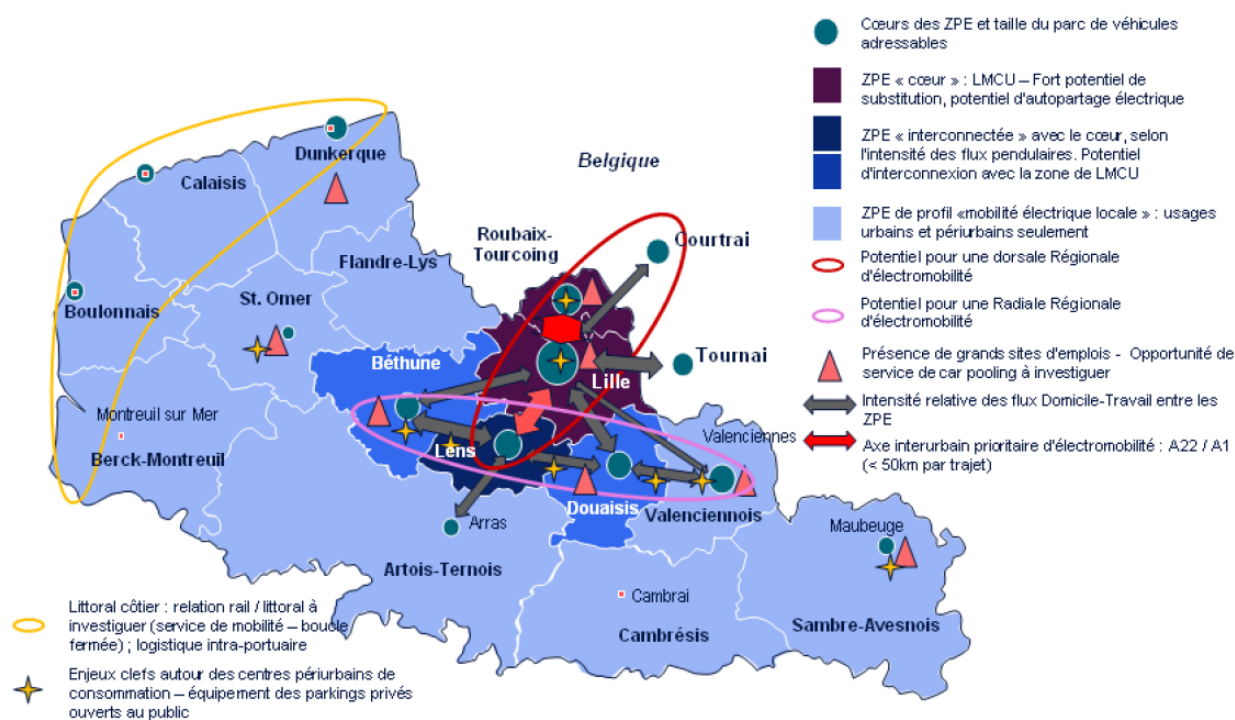 Cœurs des ZPE et taille du parc de véhicules
adressables
ZPE « cœur » : LMCU – Fort potentiel de
substitution, potentiel d'autopartage électrique
ZPE « interconnectée » avec le cœur, selon
l'intensité des flux pendulaires. Potentiel
d'interconnexion avec la zone de LMCU
ZPE de profil «mobilité électrique locale » : usages
urbains et périurbains seulement
Potentiel pour une dorsale Régionale
d'électromobilité
Potentiel pour une Radiale Régionale
d'électromobilité
Présence de grands sites d'emplois - Opportunité de
service de car pooling à investiguer
Intensité relative des flux Domicile-Travail entre les
ZPE
Axe interurbain prioritaire d'électromobilité : A22 / A1
(< 50km par trajet)
Dunkerque
Calaisis
Belgique
Roubaix-
Tourcoing
Courtrai
Flandre-Lys
Boulonnais
St. Omer
Béthune
Tournai
Lille
Montreuil sur Mer
Berck-Montreuil
Lens
Valenciennes
Douaisis
Valenciennois
Arras
Maubeuge
Artois-Ternois
Cambrai
Cambrésis
Sambre-Avesnois
Littoral côtier : relation rail / littoral à
investiguer (service de mobilité – boucle
fermée) ; logistique intra-portuaire
Enjeux clefs autour des centres périurbains de
consommation – équipement des parkings privés
ouverts au public